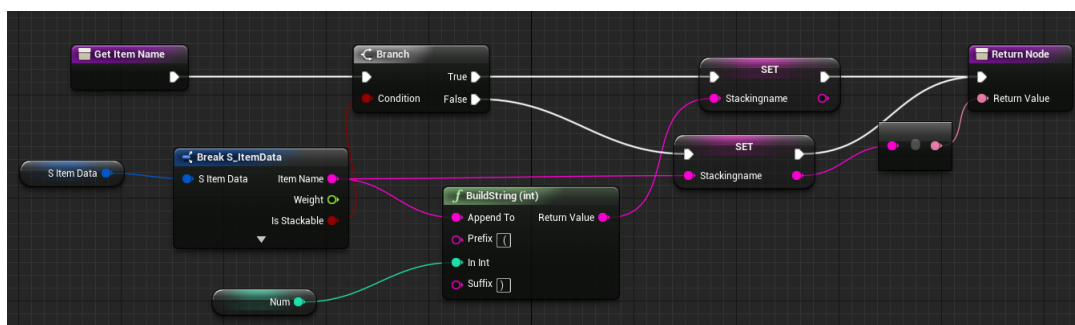 Get Item Name
Branch
True
Condition
False
SET
Stackingname
Return Node
Return Value
SET
Stackingname
S Item Data
Break S_ItemData
S Item Data
Item Name
Weight
Is Stackable
BuildString (int)
Append To
Return Value
Prefix (
In Int
Suffix )
Num